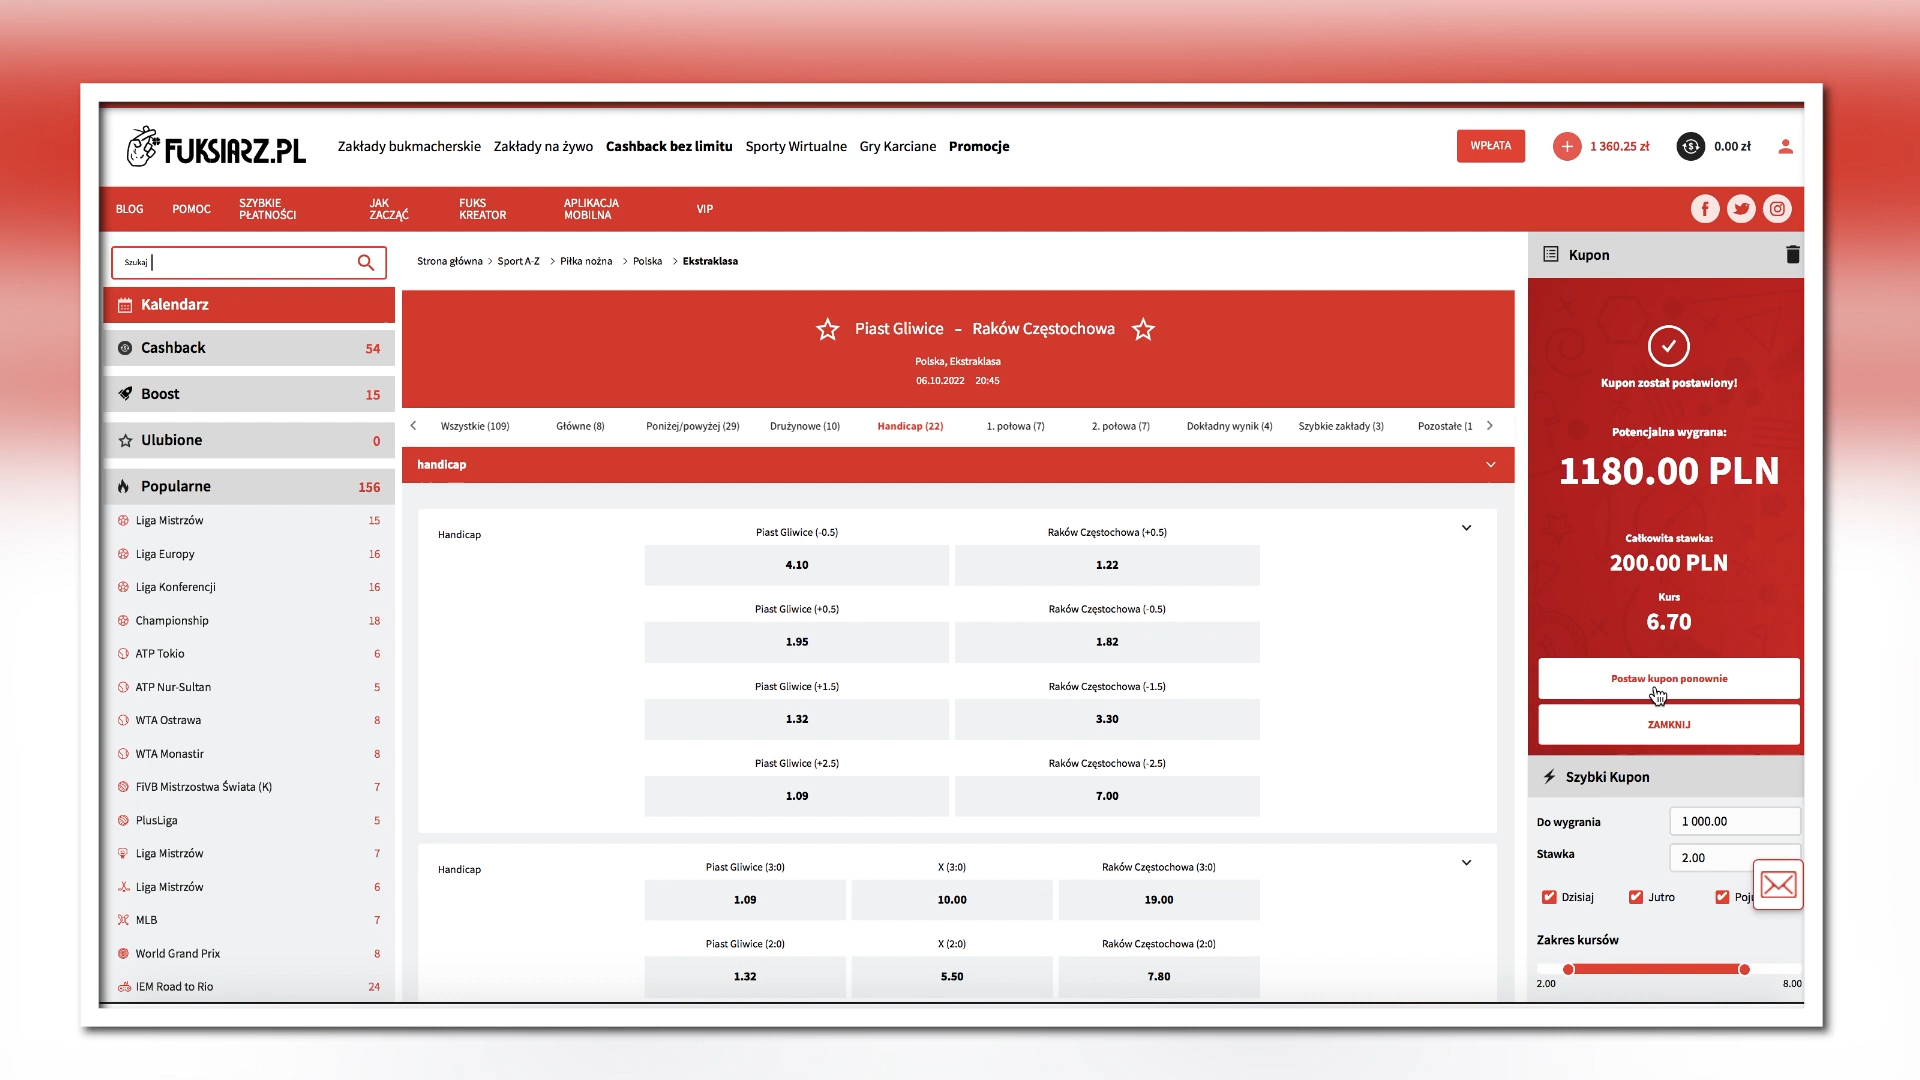 FUKSIARZ.PL
Zakłady bukmacherskie Zakłady na żywo Cashback bez limitu Sporty Wirtualne Gry Karciane Promocje
WPŁATA
1 360.25 zł
0.00 zł
BLOG
POMOC
SZYBKIE
PŁATNOŚCI
JAK
ZACZĄĆ
FUKS
KREATOR
APLIKACJA
MOBILNA
VIP
Szukaj
Kalendarz
Cashback 54
Boost 15
Ulubione 0
Popularne 156
Liga Mistrzów 15
Liga Europy 16
Liga Konferencji 16
Championship 18
ATP Tokio 6
ATP Nur-Sultan 5
WTA Ostrawa 8
WTA Monastir 8
FiVB Mistrzostwa Świata (K) 7
PlusLiga 5
Liga Mistrzów 7
Liga Mistrzów 6
MLB 7
World Grand Prix 8
IEM Road to Rio 24
Strona główna > Sport A-Z > Piłka nożna > Polska > Ekstraklasa
Piast Gliwice - Raków Częstochowa
Polska, Ekstraklasa
06.10.2022 20:45
Wszystkie (109) Główne (8) Poniżej/powyżej (29) Drużynowe (10) Handicap (22) 1. połowa (7) 2. połowa (7) Dokładny wynik (4) Szybkie zakłady (3) Pozostałe (1
handicap
Handicap
Piast Gliwice (-0.5) Raków Częstochowa (+0.5)
4.10 1.22
Piast Gliwice (+0.5) Raków Częstochowa (-0.5)
1.95 1.82
Piast Gliwice (+1.5) Raków Częstochowa (-1.5)
1.32 3.30
Piast Gliwice (+2.5) Raków Częstochowa (-2.5)
1.09 7.00
Handicap
Piast Gliwice (3:0) X (3:0) Raków Częstochowa (3:0)
1.09 10.00 19.00
Piast Gliwice (2:0) X (2:0) Raków Częstochowa (2:0)
1.32 5.50 7.80
Kupon
Kupon został postawiony!
Potencjalna wygrana:
1180.00 PLN
Całkowita stawka:
200.00 PLN
Kurs
6.70
Postaw kupon ponownie
ZAMKNIJ
Szybki Kupon
Do wygrania 1 000.00
Stawka 2.00
Dzisiaj Jutro
Zakres kursów
2.00 8.00